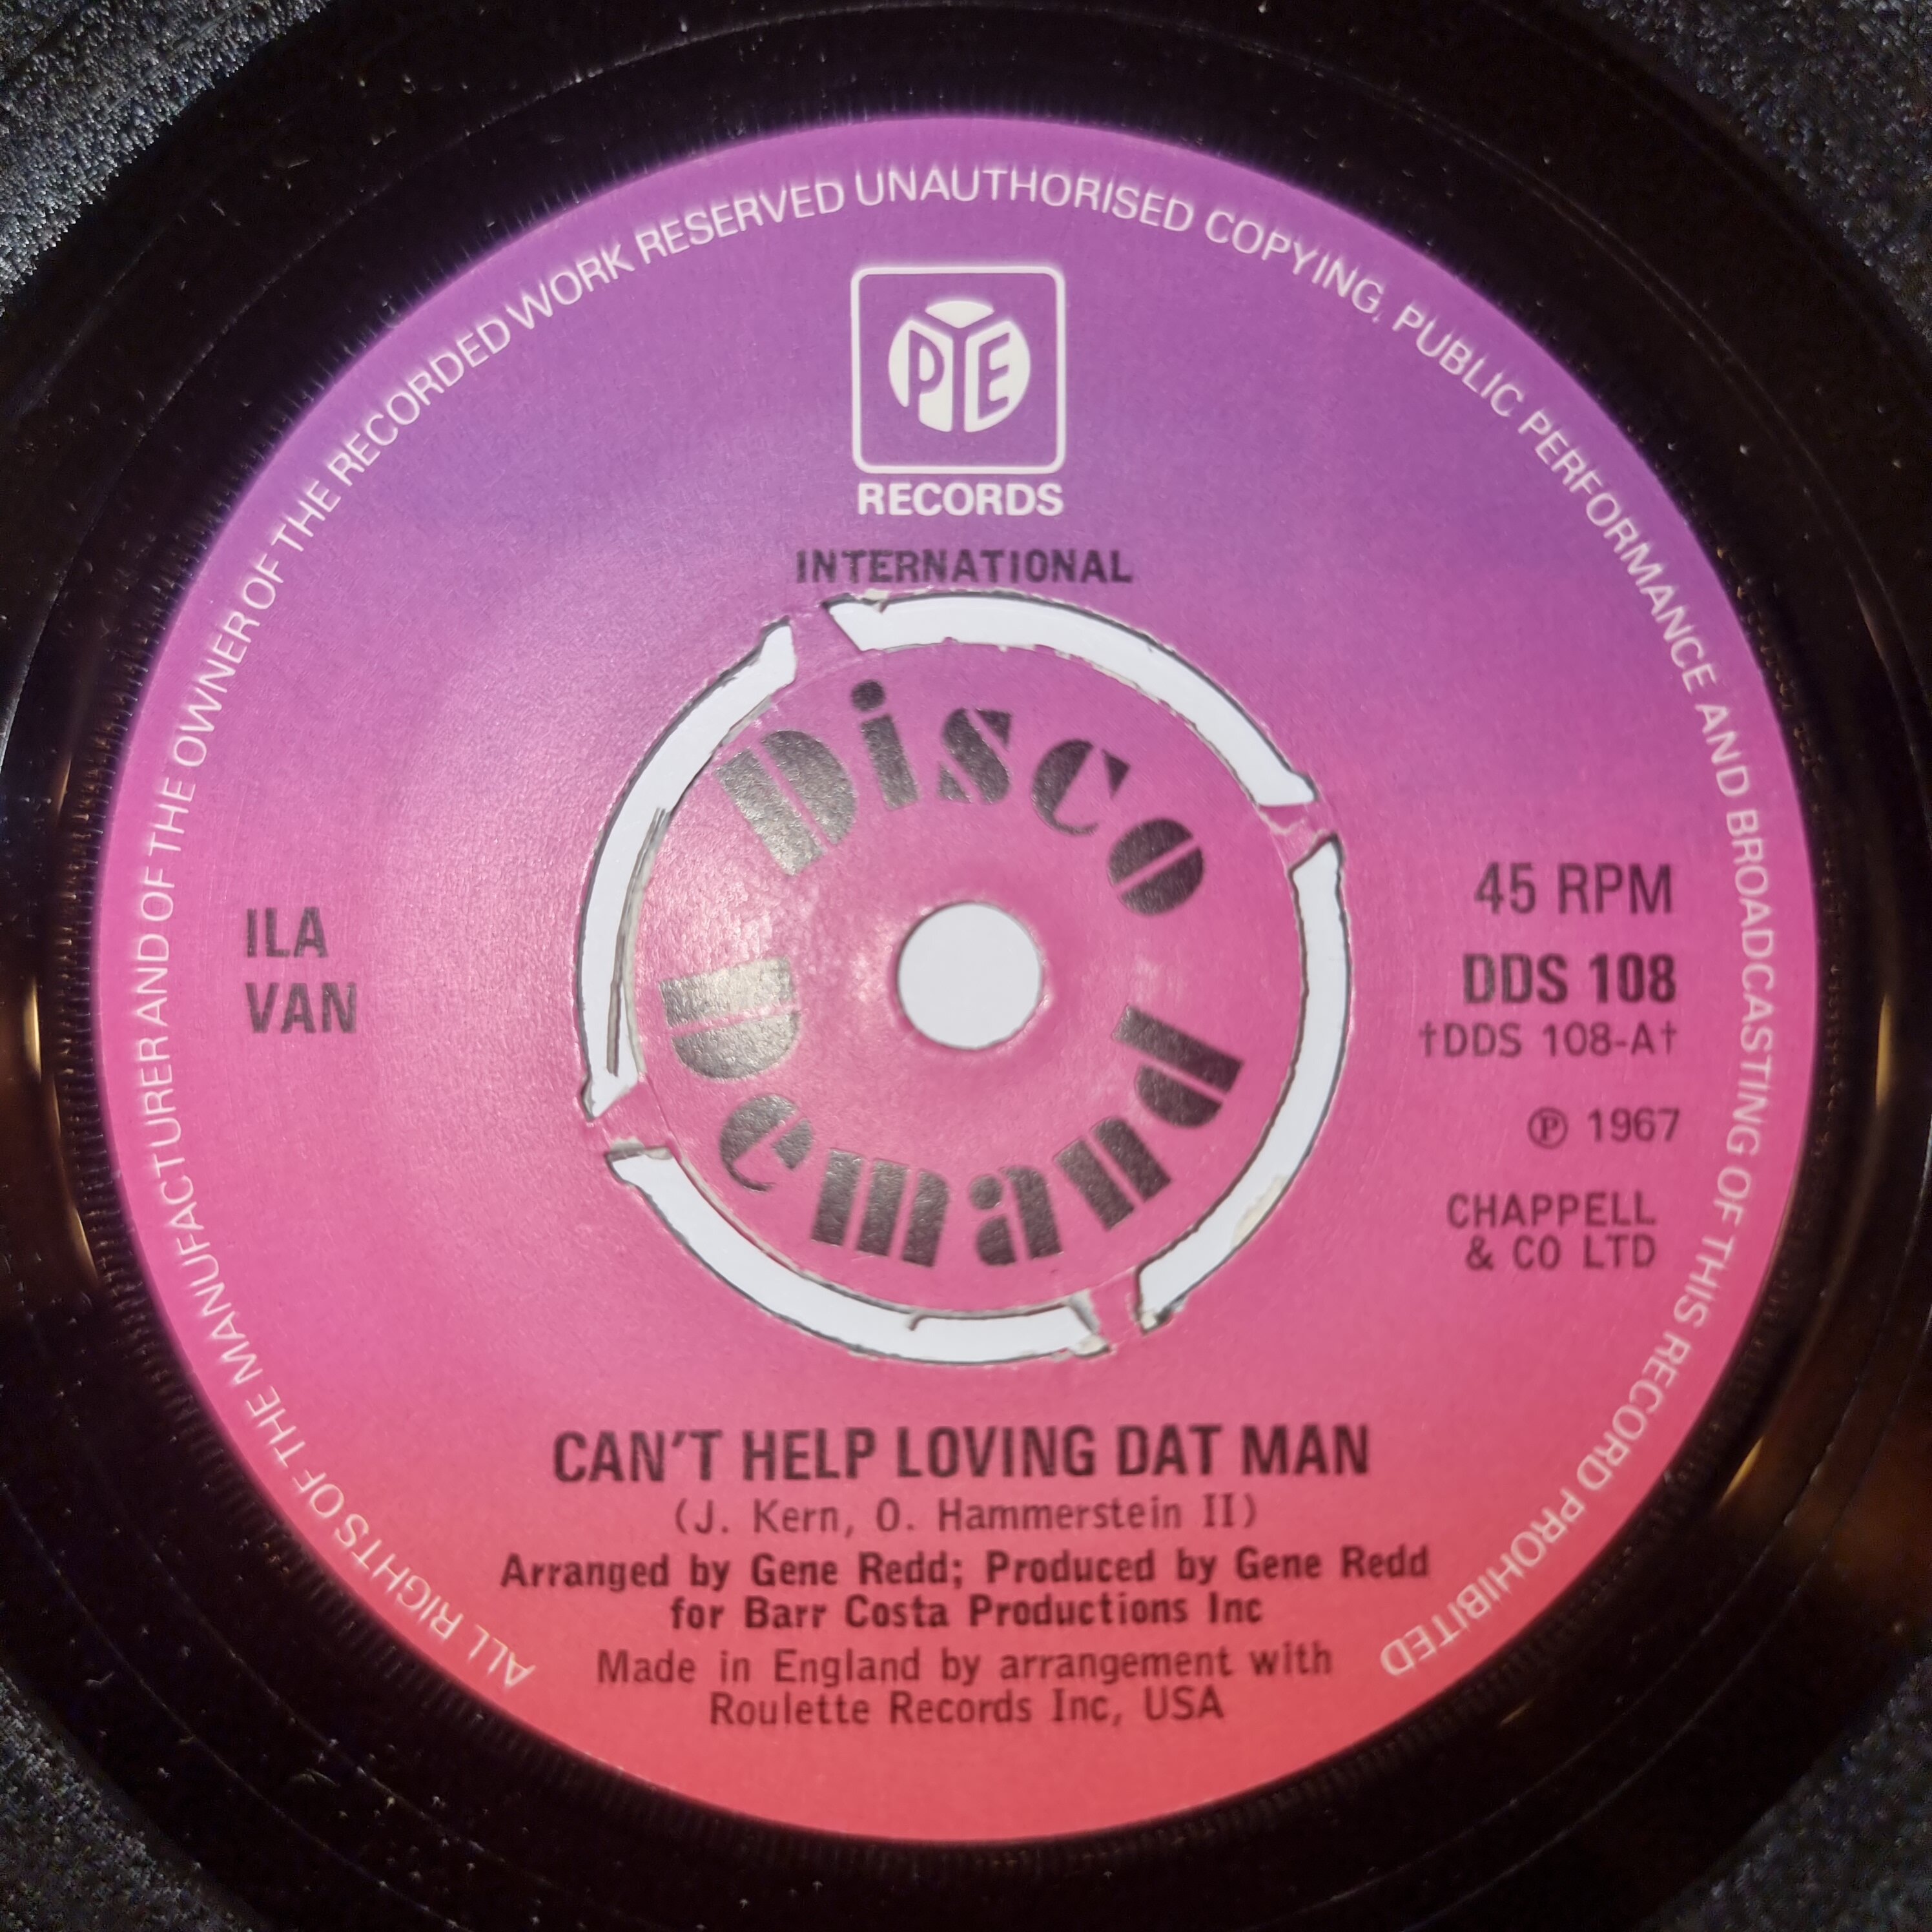 ALL RIGHTS OF THE MANUFACTURER AND OF THE OWNER OF THE RECORDED WORK RESERVED UNAUTHORISED COPYING, PUBLIC PERFORMANCE AND BROADCASTING OF THIS RECORD PROHIBITED
PYE
RECORDS
INTERNATIONAL
Disco
Demand
ILA
VAN
45 RPM
DDS 108
†DDS 108-A†
℗ 1967
CHAPPELL
& CO LTD
CAN'T HELP LOVING DAT MAN
(J. Kern, O. Hammerstein II)
Arranged by Gene Redd; Produced by Gene Redd
for Barr Costa Productions Inc
Made in England by arrangement with
Roulette Records Inc, USA